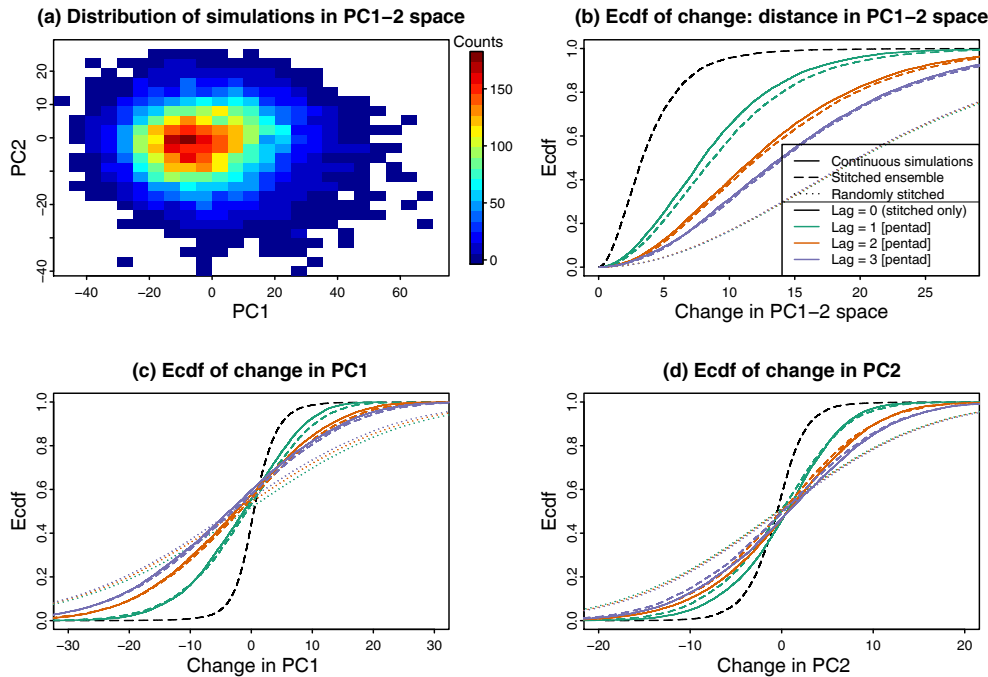 (a) Distribution of simulations in PC1−2 space
Counts
20
10
0
−20
−40
PC2
−40
−20
0
20
40
60
PC1
150
100
50
0
(b) Ecdf of change: distance in PC1−2 space
1.0
0.8
0.6
0.4
0.2
0.0
Ecdf
Continuous simulations
Stitched ensemble
Randomly stitched
Lag = 0 (stitched only)
Lag = 1 [pentad]
Lag = 2 [pentad]
Lag = 3 [pentad]
0
5
10
15
20
25
Change in PC1−2 space
(c) Ecdf of change in PC1
1.0
0.8
0.6
0.4
0.2
0.0
Ecdf
−30
−20
−10
0
10
20
30
Change in PC1
(d) Ecdf of change in PC2
1.0
0.8
0.6
0.4
0.2
0.0
Ecdf
−20
−10
0
10
20
Change in PC2